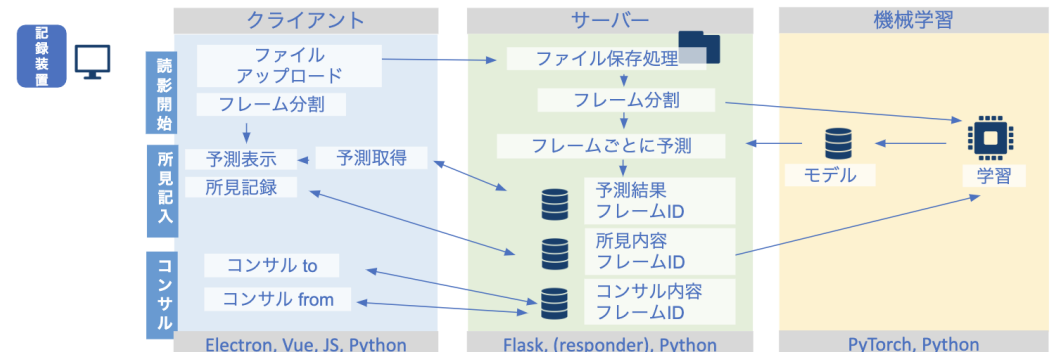 記録装置
クライアント
サーバー
機械学習
読影開始
ファイル
アップロード
フレーム分割
ファイル保存処理
フレーム分割
所見記入
予測表示
予測取得
所見記録
フレームごとに予測
予測結果
フレームID
所見内容
フレームID
モデル
学習
コンサル
コンサル to
コンサル from
コンサル内容
フレームID
Electron, Vue, JS, Python
Flask, (responder), Python
PyTorch, Python